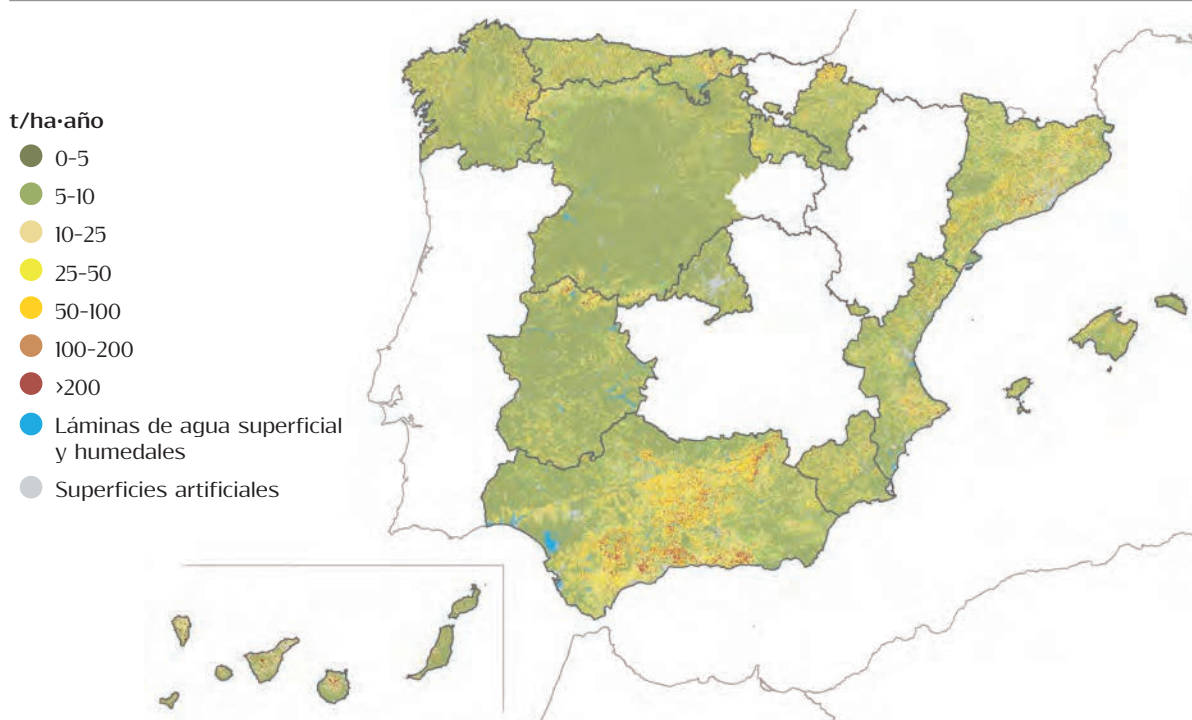 t/ha·año
0-5
5-10
10-25
25-50
50-100
100-200
>200
Láminas de agua superficial
y humedales
Superficies artificiales